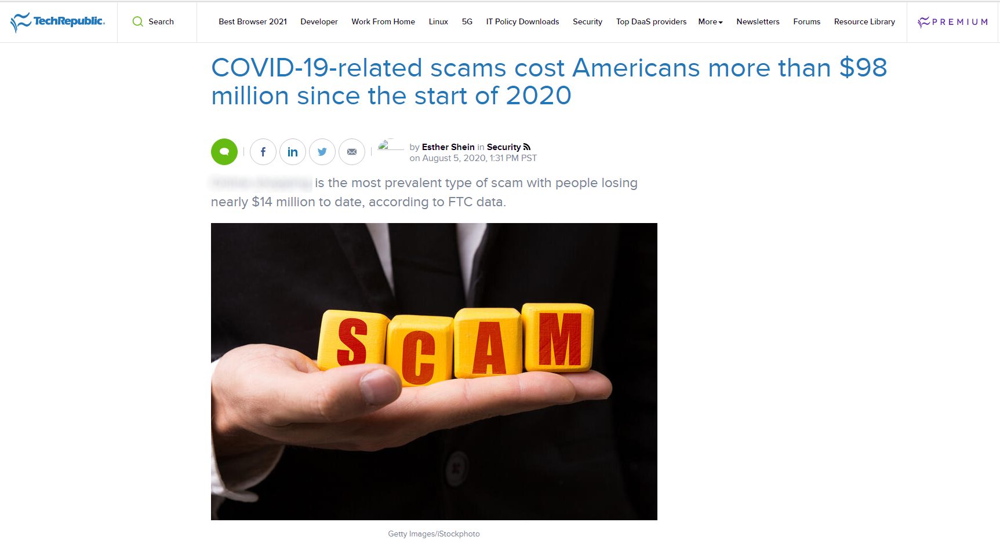 TechRepublic.
Search
Best Browser 2021 Developer Work From Home Linux 5G IT Policy Downloads Security Top DaaS providers More Newsletters Forums Resource Library
PREMIUM
COVID-19-related scams cost Americans more than $98
million since the start of 2020
by Esther Shein in Security
on August 5, 2020, 1:31 PM PST
is the most prevalent type of scam with people losing
nearly $14 million to date, according to FTC data.
SCAM
Getty Images/iStockphoto